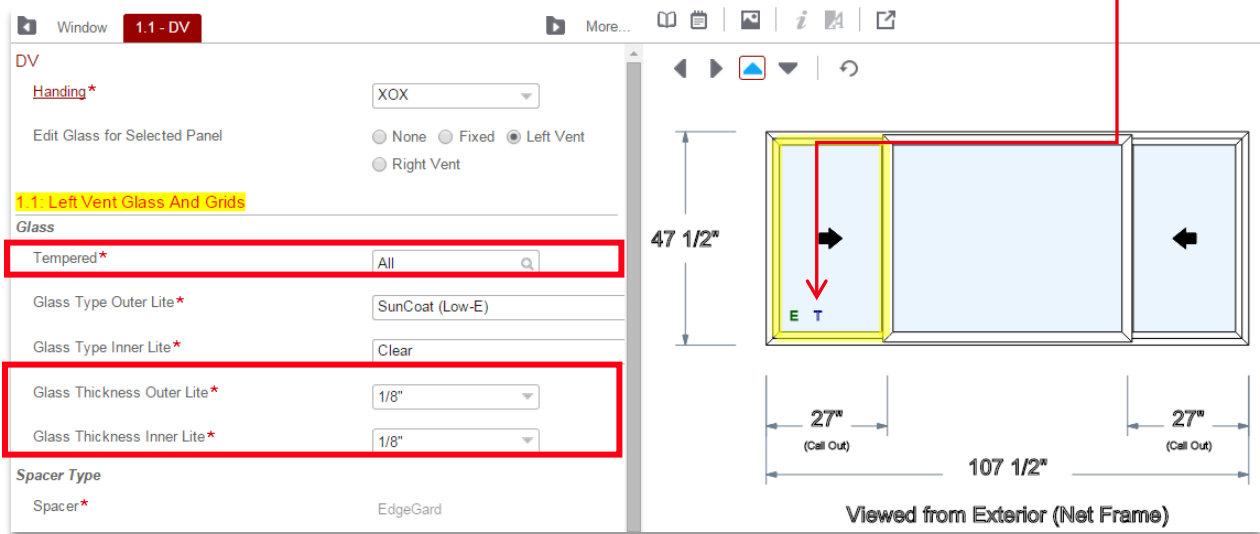 Window 1.1 - DV More...
DV
Handing* XOX
Edit Glass for Selected Panel None Fixed Left Vent
Right Vent
1.1: Left Vent Glass And Grids
Glass
Tempered* All
Glass Type Outer Lite* SunCoat (Low-E)
Glass Type Inner Lite* Clear
Glass Thickness Outer Lite* 1/8"
Glass Thickness Inner Lite* 1/8"
Spacer Type
Spacer* EdgeGard
47 1/2"
E T
27" 27"
(Call Out) (Call Out)
107 1/2"
Viewed from Exterior (Net Frame)